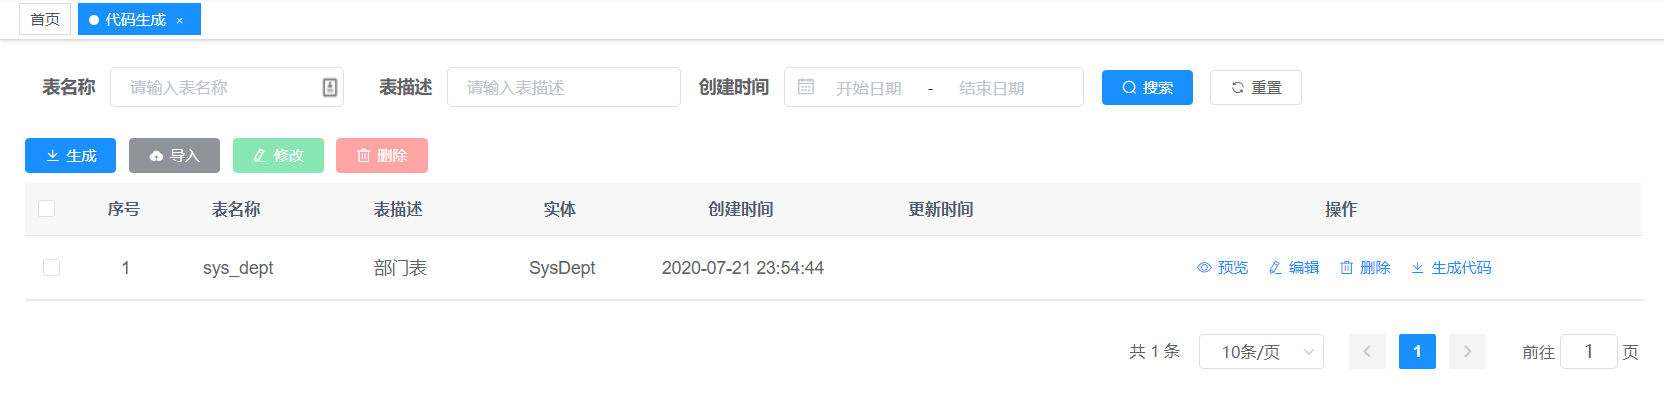 首页 代码生成 ×
表名称 请输入表名称 表描述 请输入表描述 创建时间 开始日期 - 结束日期 搜索 重置
生成 导入 修改 删除
序号 表名称 表描述 实体 创建时间 更新时间 操作
1 sys_dept 部门表 SysDept 2020-07-21 23:54:44 预览 编辑 删除 生成代码
共 1 条 10条/页 1 前往 1 页